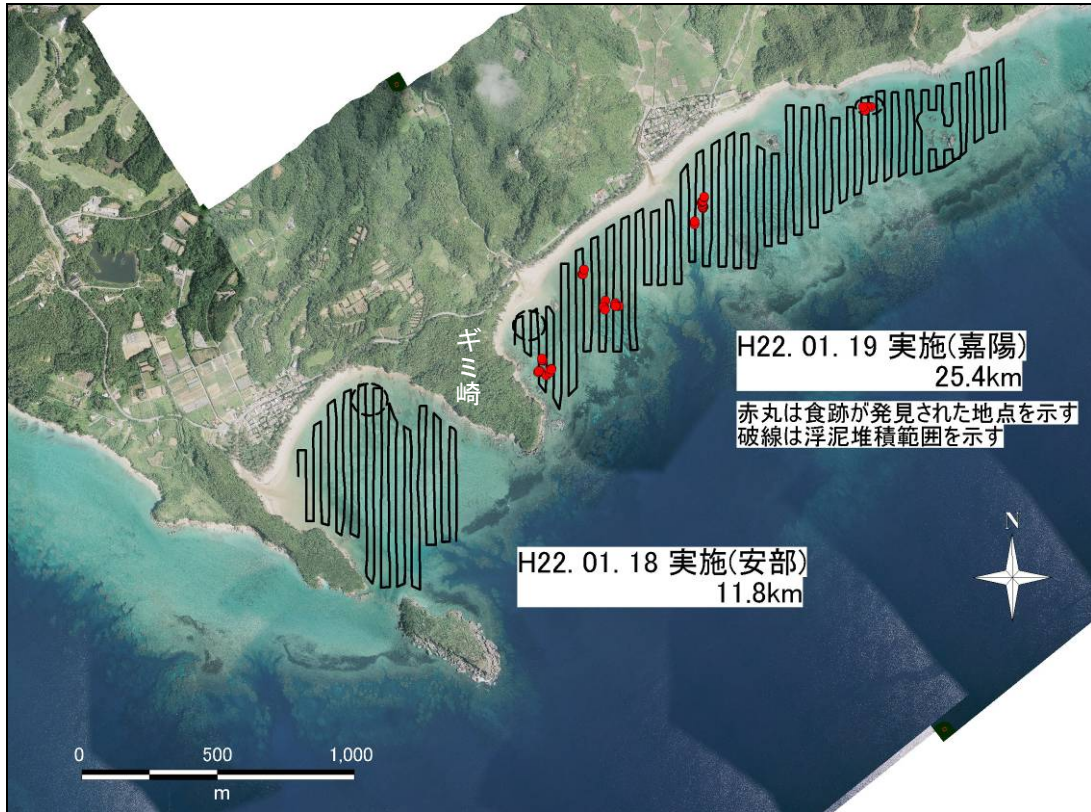 ギミ崎
H22.01.19 実施(嘉陽)
25.4km
赤丸は食跡が発見された地点を示す
破線は浮泥堆積範囲を示す
H22.01.18 実施(安部)
11.8km
N
0 500 1,000
m